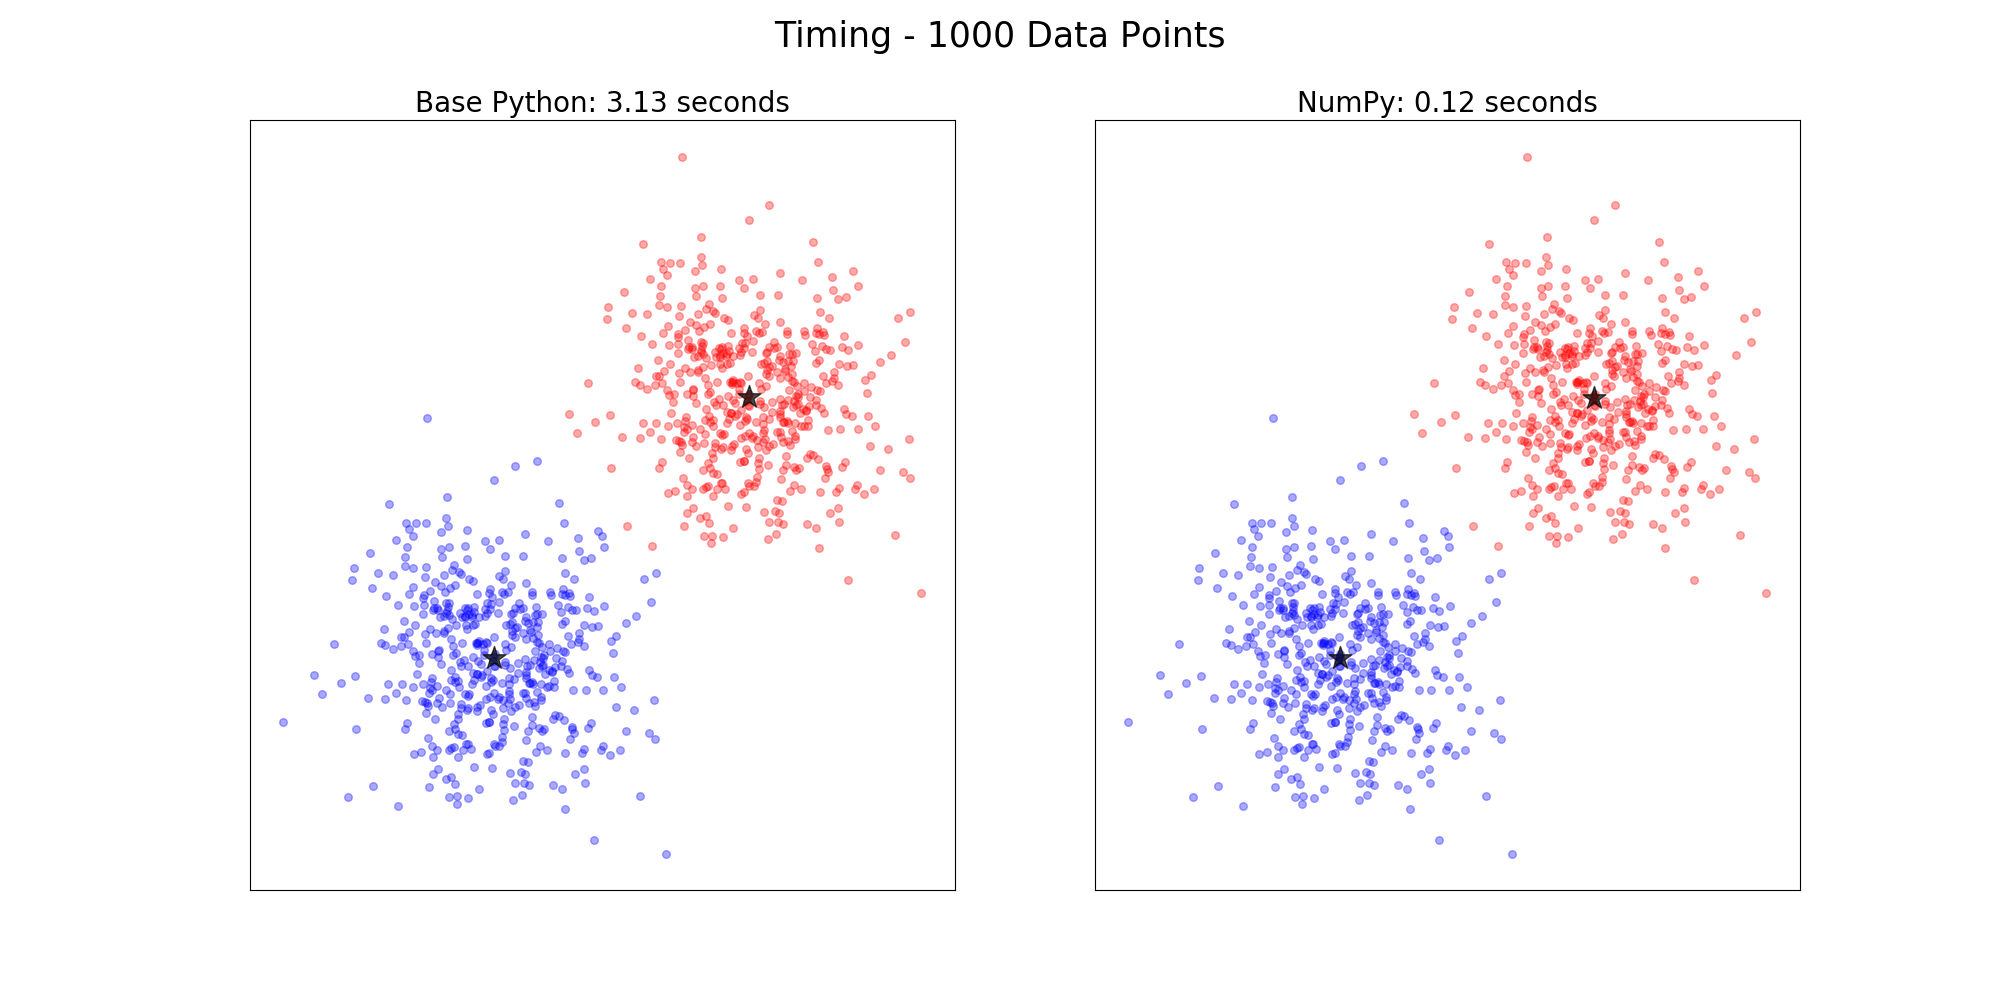 Timing - 1000 Data Points
Base Python: 3.13 seconds
NumPy: 0.12 seconds